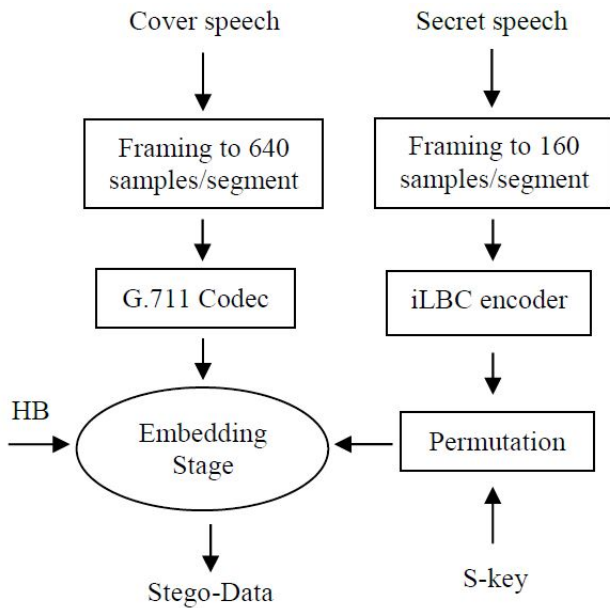 Cover speech
Secret speech
Framing to 640
samples/segment
Framing to 160
samples/segment
G.711 Codec
iLBC encoder
HB
Embedding
Stage
Permutation
Stego-Data
S-key